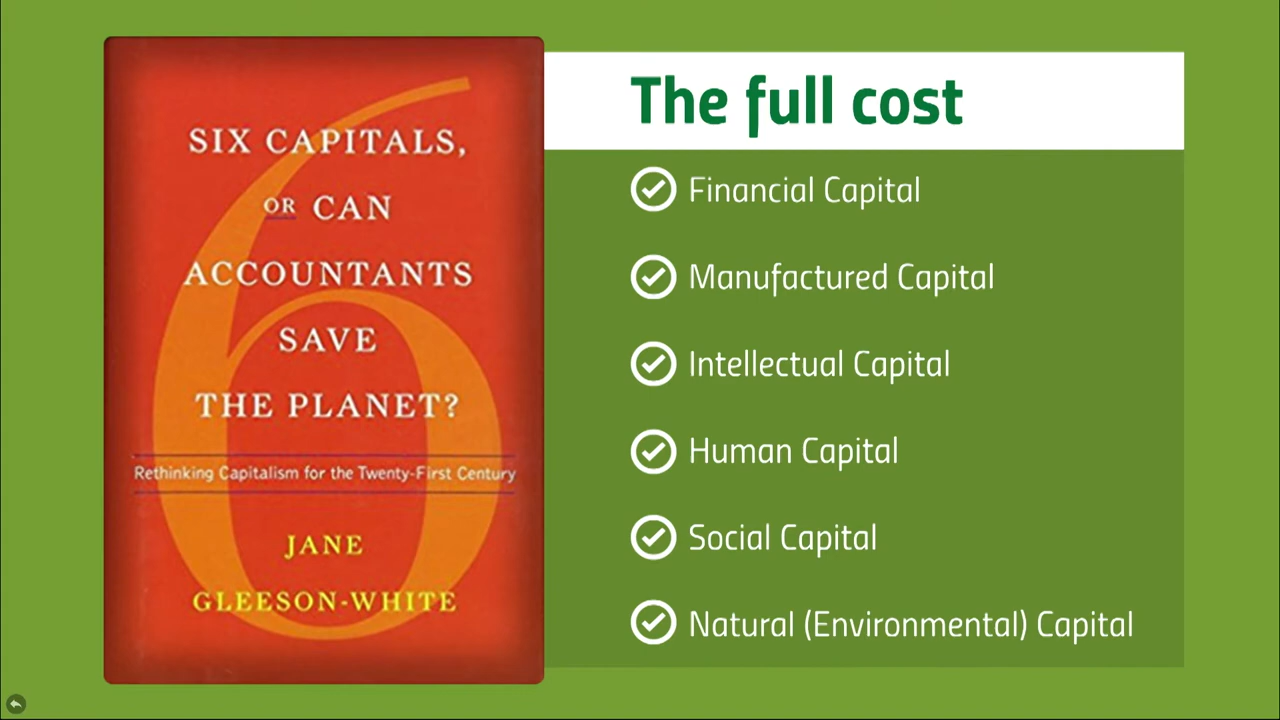 SIX CAPITALS,
OR CAN
ACCOUNTANTS
SAVE
THE PLANET?
Rethinking Capitalism for the Twenty-First Century
JANE
GLEESON-WHITE
The full cost
Financial Capital
Manufactured Capital
Intellectual Capital
Human Capital
Social Capital
Natural (Environmental) Capital